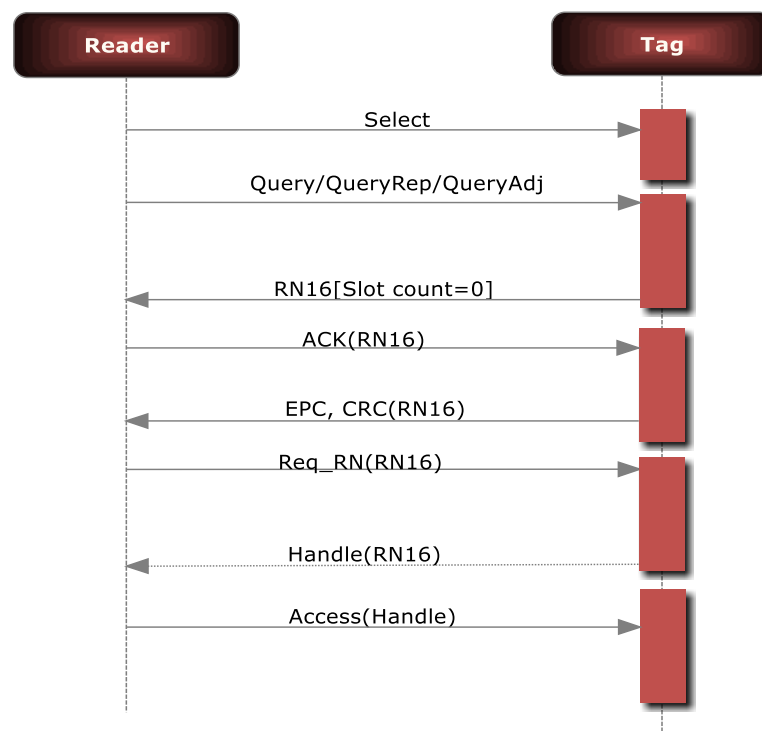 Reader
Tag
Select
Query/QueryRep/QueryAdj
RN16[Slot count=0]
ACK(RN16)
EPC, CRC(RN16)
Req_RN(RN16)
Handle(RN16)
Access(Handle)